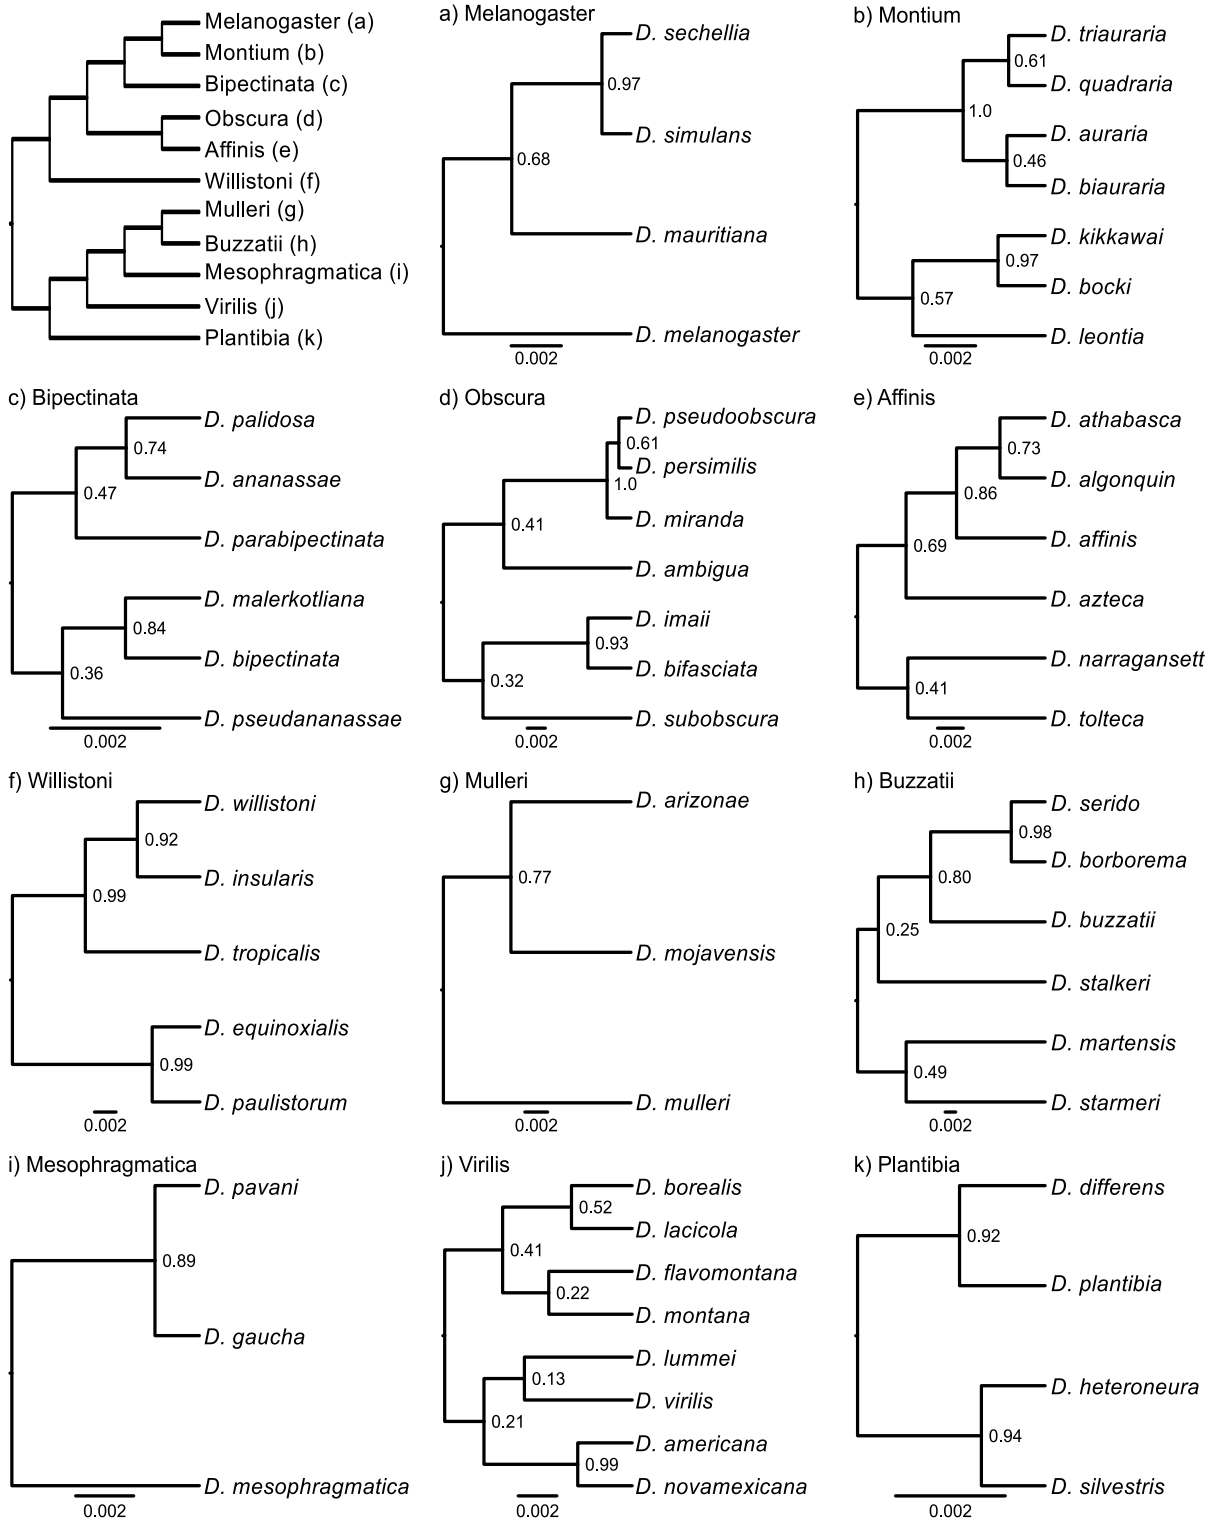 Melanogaster (a)
Montium (b)
Bipectinata (c)
Obscura (d)
Affinis (e)
Willistoni (f)
Mulleri (g)
Buzzatii (h)
Mesophragmatica (i)
Virilis (j)
Plantibia (k)
a) Melanogaster
D. sechellia
0.97
D. simulans
0.68
D. mauritiana
D. melanogaster
0.002
b) Montium
D. triauraria
0.61
D. quadraria
1.0
D. auraria
0.46
D. biauraria
D. kikkawai
0.97
D. bocki
0.57
D. leontia
0.002
c) Bipectinata
D. palidosa
0.74
D. ananassae
0.47
D. parabipectinata
D. malerkotliana
0.84
D. bipectinata
0.36
D. pseudananassae
0.002
d) Obscura
D. pseudoobscura
0.61
D. persimilis
1.0
D. miranda
0.41
D. ambigua
D. imaii
0.93
D. bifasciata
0.32
D. subobscura
0.002
e) Affinis
D. athabasca
0.73
D. algonquin
0.86
D. affinis
0.69
D. azteca
D. narragansett
0.41
D. tolteca
0.002
f) Willistoni
D. willistoni
0.92
D. insularis
0.99
D. tropicalis
D. equinoxialis
0.99
D. paulistorum
0.002
g) Mulleri
D. arizonae
0.77
D. mojavensis
D. mulleri
0.002
h) Buzzatii
D. serido
0.98
D. borborema
0.80
D. buzzatii
0.25
D. stalkeri
D. martensis
0.49
D. starmeri
0.002
i) Mesophragmatica
D. pavani
0.89
D. gaucha
D. mesophragmatica
0.002
j) Virilis
D. borealis
0.52
D. lacicola
0.41
D. flavomontana
0.22
D. montana
D. lummei
0.13
D. virilis
0.21
D. americana
0.99
D. novamexicana
0.002
k) Plantibia
D. differens
0.92
D. plantibia
D. heteroneura
0.94
D. silvestris
0.002